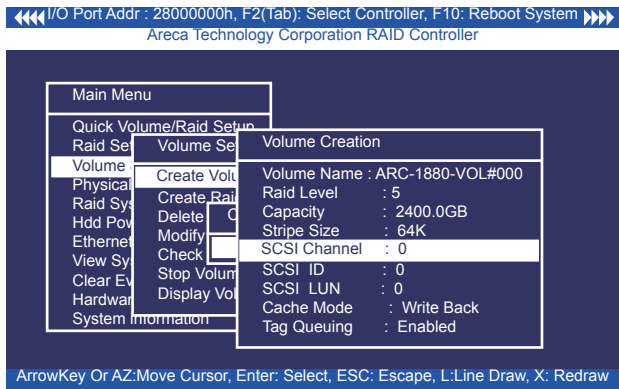 I/O Port Addr : 28000000h, F2(Tab): Select Controller, F10: Reboot System
Areca Technology Corporation RAID Controller
Main Menu
Quick Volume/Raid Setup
Raid Set
Volume
Physical
Raid Sys
Hdd Pow
Ethernet
View Sy
Clear Ev
Hardwar
System Information
Volume Se
Create Volu
Create Rai
Delete
Modify
Check
Stop Volum
Display Vol
C
Volume Creation
Volume Name : ARC-1880-VOL#000
Raid Level : 5
Capacity : 2400.0GB
Stripe Size : 64K
SCSI Channel : 0
SCSI ID : 0
SCSI LUN : 0
Cache Mode : Write Back
Tag Queuing : Enabled
ArrowKey Or AZ:Move Cursor, Enter: Select, ESC: Escape, L:Line Draw, X: Redraw